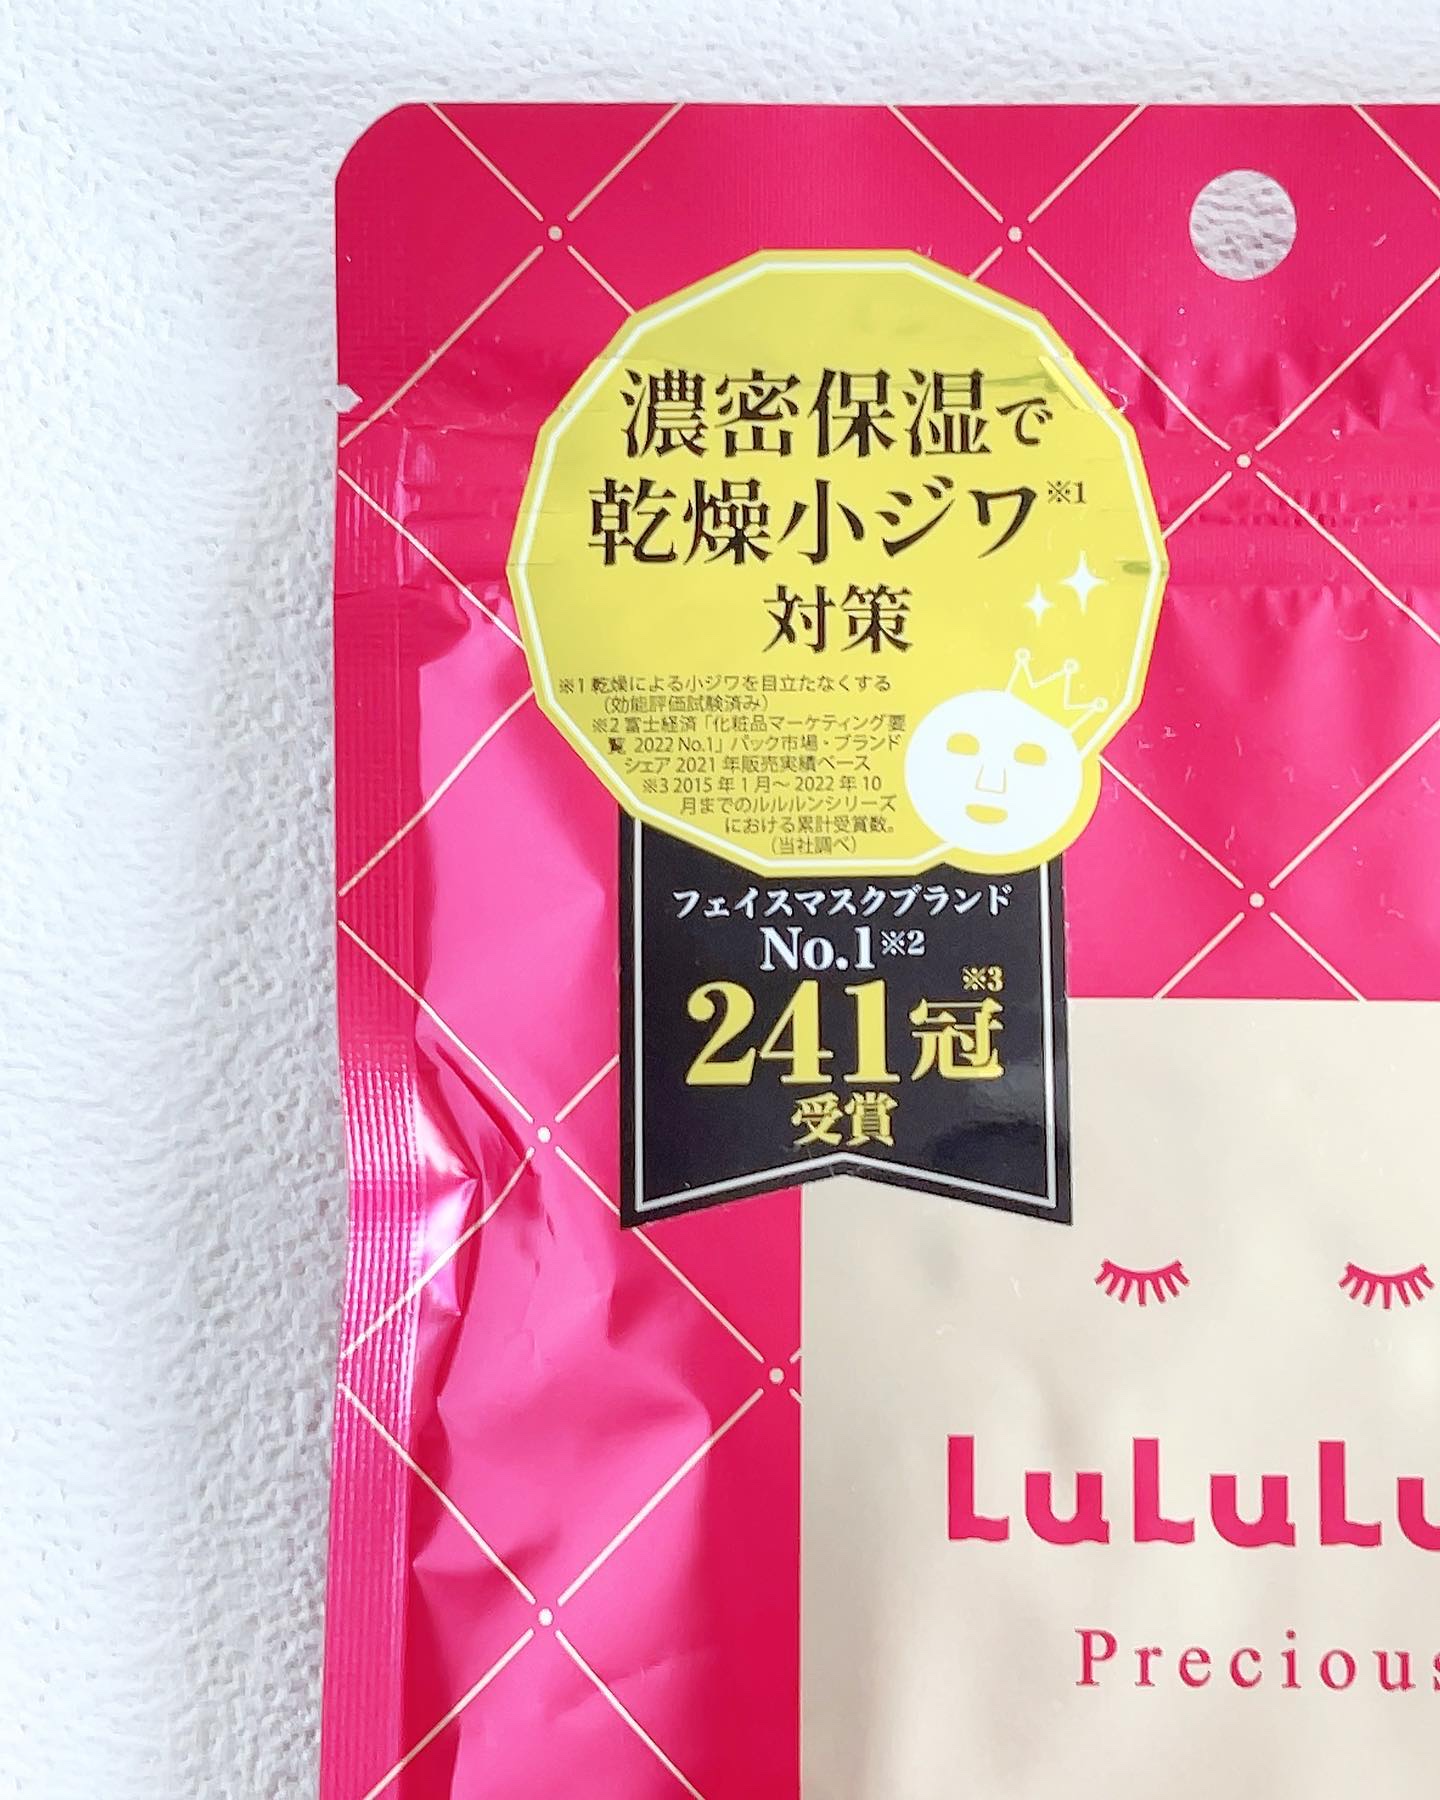 濃密保湿で
乾燥小ジワ※1
対策
※1 乾燥による小ジワを目立たなくする
（効能評価試験済み）
※2 富士経済「化粧品マーケティング要
覧 2022 No.1」パック市場・ブランド
シェア 2021 年販売実績ベース
※3 2015 年 1 月〜 2022 年 10
月までのルルルンシリーズ
における累計受賞数。
（当社調べ）
フェイスマスクブランド
No.1※2
241冠※3
受賞
LuLuLu
Precious